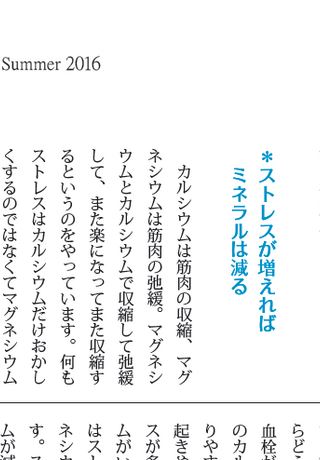 Summer 2016
＊ストレスが増えれば
ミネラルは減る
カルシウムは筋肉の収縮、マグ
ネシウムは筋肉の弛緩。マグネシ
ウムとカルシウムで収縮して弛緩
して、また楽になってまた収縮す
るというのをやっています。何も
ストレスはカルシウムだけおかし
くするのではなくてマグネシウム
らどう
血栓が
のカル
りやす
起きや
スが多
ムがい
はスト
ネシウ
す。ス
ムが減